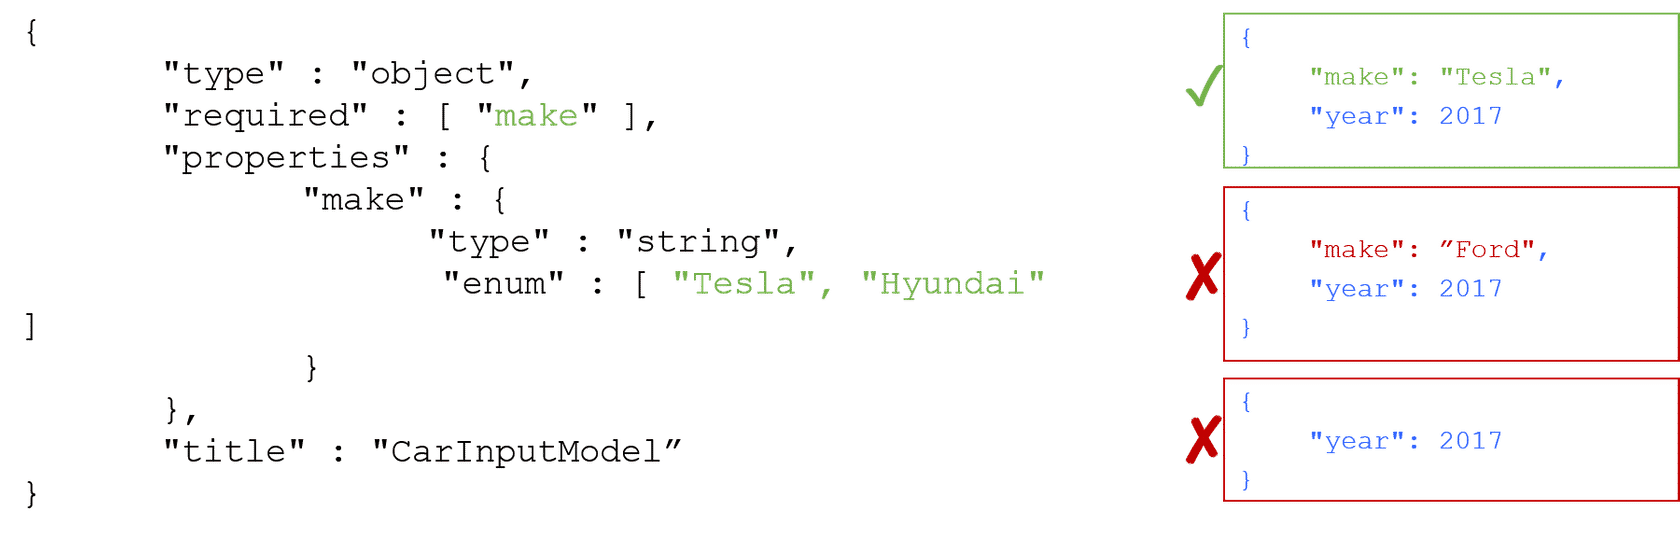 {
"type" : "object",
"required" : [ "make" ],
"properties" : {
"make" : {
"type" : "string",
"enum" : [ "Tesla", "Hyundai"
]
}
},
"title" : "CarInputModel”
}
{
"make": "Tesla",
"year": 2017
}
{
"make": ”Ford",
"year": 2017
}
{
"year": 2017
}